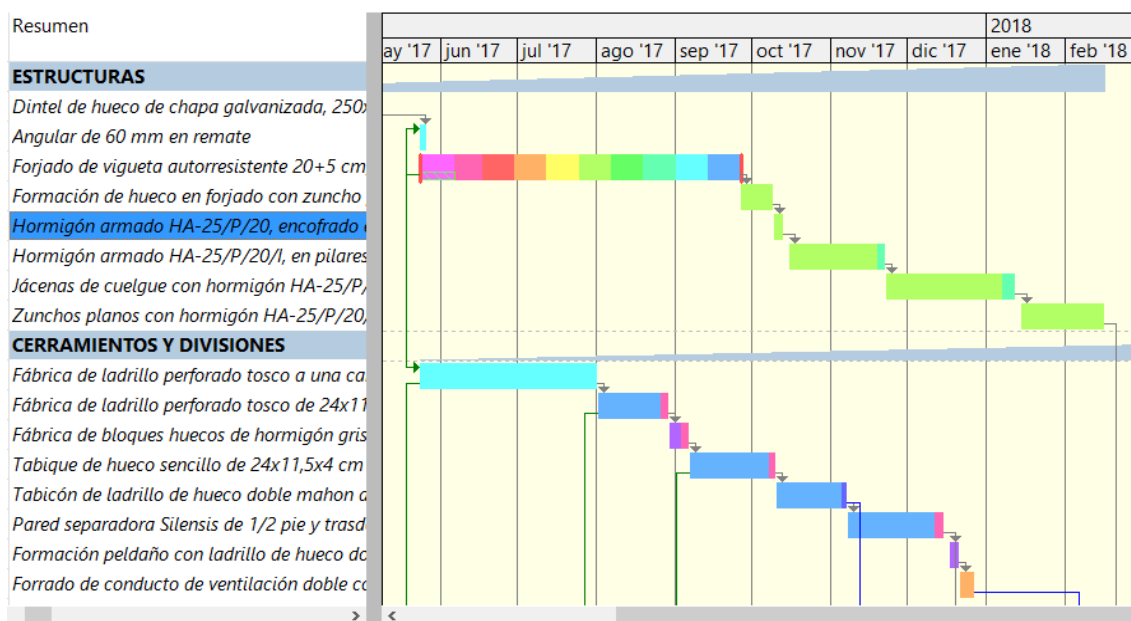 Resumen
2018
ay '17 jun '17 jul '17 ago '17 sep '17 oct '17 nov '17 dic '17 ene '18 feb '18
ESTRUCTURAS
Dintel de hueco de chapa galvanizada, 250x
Angular de 60 mm en remate
Forjado de vigueta autorresistente 20+5 cm,
Formación de hueco en forjado con zuncho
Hormigón armado HA-25/P/20, encofrado
Hormigón armado HA-25/P/20/I, en pilares
Jácenas de cuelgue con hormigón HA-25/P/
Zunchos planos con hormigón HA-25/P/20/
CERRAMIENTOS Y DIVISIONES
Fábrica de ladrillo perforado tosco a una ca
Fábrica de ladrillo perforado tosco de 24x11
Fábrica de bloques huecos de hormigón gris
Tabique de hueco sencillo de 24x11,5x4 cm
Tabicón de ladrillo de hueco doble mahon d
Pared separadora Silensis de 1/2 pie y trasd
Formación peldaño con ladrillo de hueco do
Forrado de conducto de ventilación doble co